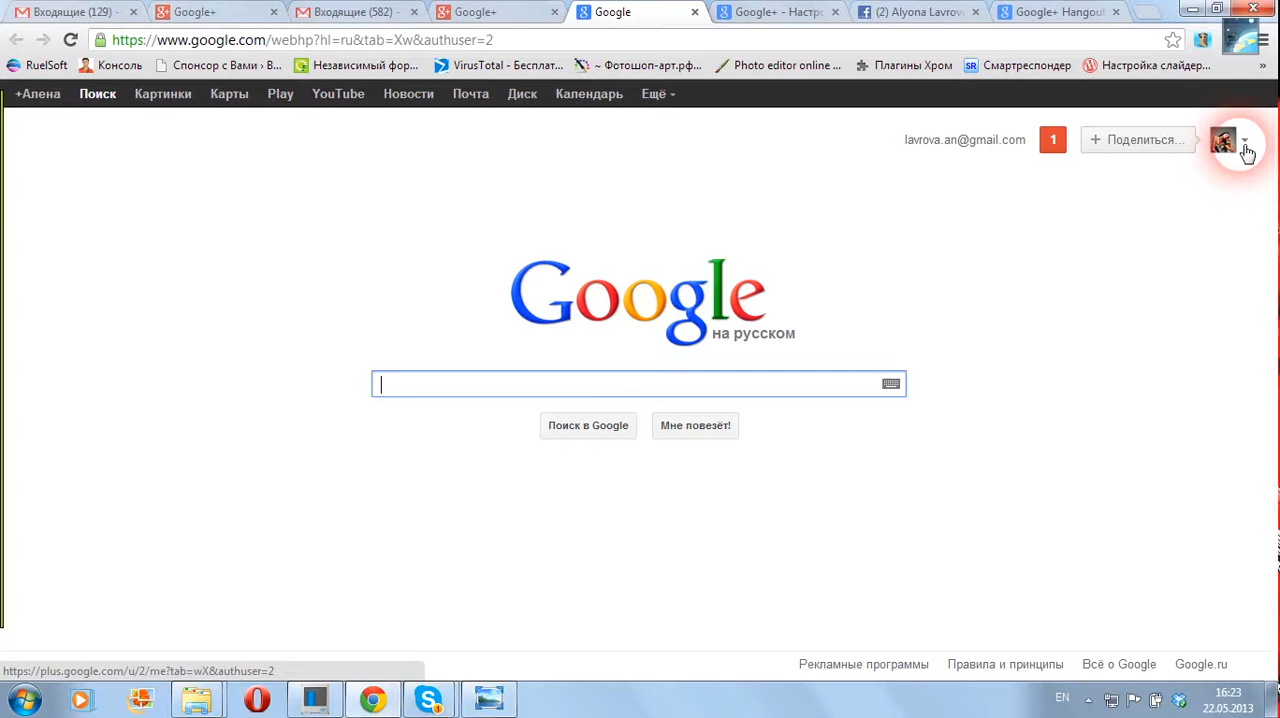 Входящие (129) -
Google+
Входящие (582) -
Google+
Google
Google+ - Настро
(2) Alyona Lavrov
Google+ Hangout
https://www.google.com/webhp?hl=ru&tab=Xw&authuser=2
RuelSoft
Консоль
Спонсор с Вами › В...
Независимый фор...
VirusTotal - Бесплат...
~ Фотошоп-арт.рф...
Photo editor online ...
Плагины Хром
SR Смартреспондер
Настройка слайдер...
»
+Алена
Поиск
Картинки
Карты
Play
YouTube
Новости
Почта
Диск
Календарь
Ещё
lavrova.an@gmail.com
1
+ Поделиться...
Google
на русском
Поиск в Google
Мне повезёт!
https://plus.google.com/u/2/me?tab=wX&authuser=2
Рекламные программы
Правила и принципы
Всё о Google
Google.ru
EN
16:23
22.05.2013